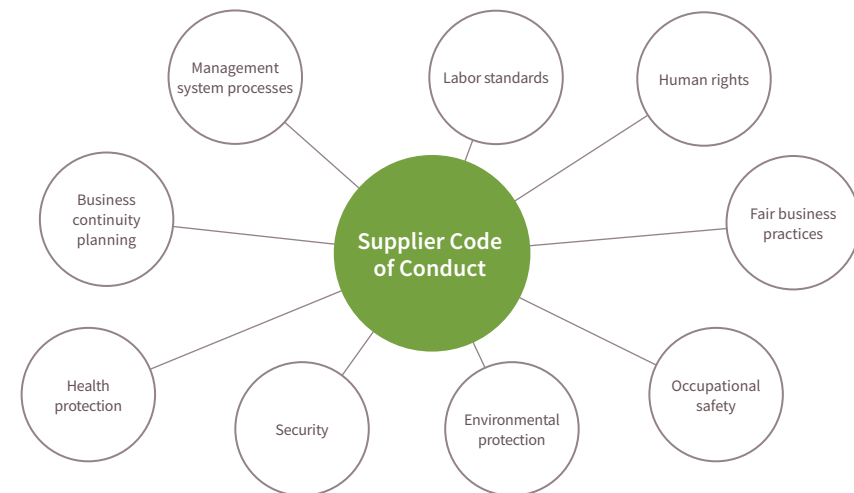 Management
system processes
Labor standards
Human rights
Business
continuity
planning
Supplier Code
of Conduct
Fair business
practices
Health
protection
Security
Environmental
protection
Occupational
safety